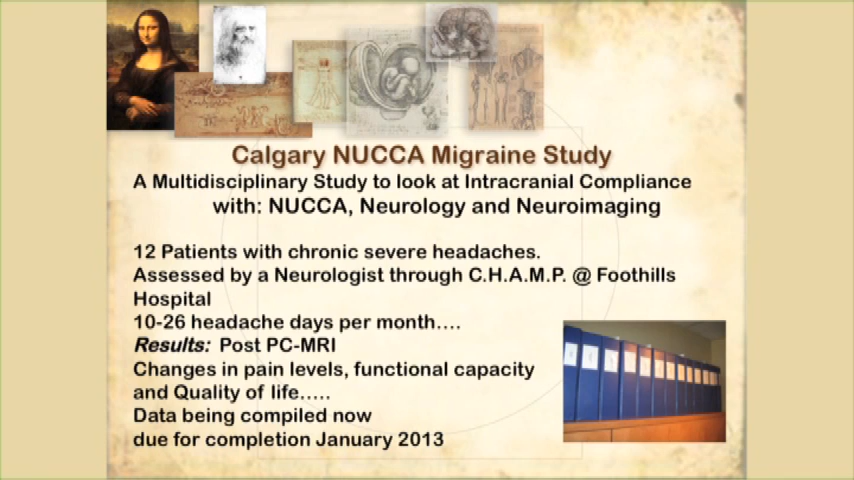 Calgary NUCCA Migraine Study
A Multidisciplinary Study to look at Intracranial Compliance
with: NUCCA, Neurology and Neuroimaging
12 Patients with chronic severe headaches.
Assessed by a Neurologist through C.H.A.M.P. @ Foothills
Hospital
10-26 headache days per month....
Results: Post PC-MRI
Changes in pain levels, functional capacity
and Quality of life.....
Data being compiled now
due for completion January 2013